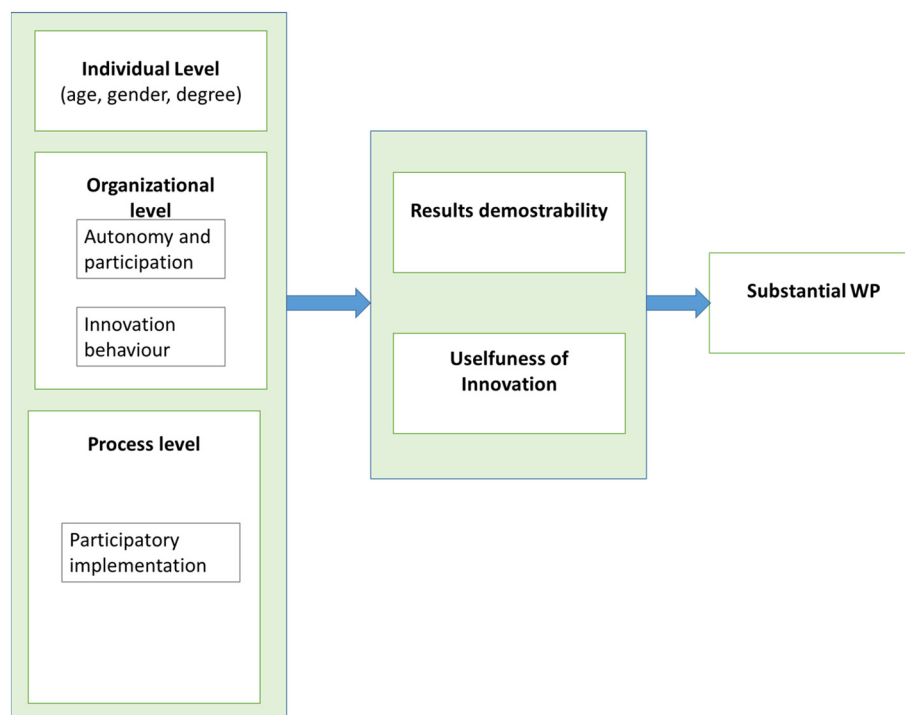 Individual Level
(age, gender, degree)
Organizational
level
Autonomy and
participation
Innovation
behaviour
Process level
Participatory
implementation
Results demostrability
Uselfuness of
Innovation
Substantial WP